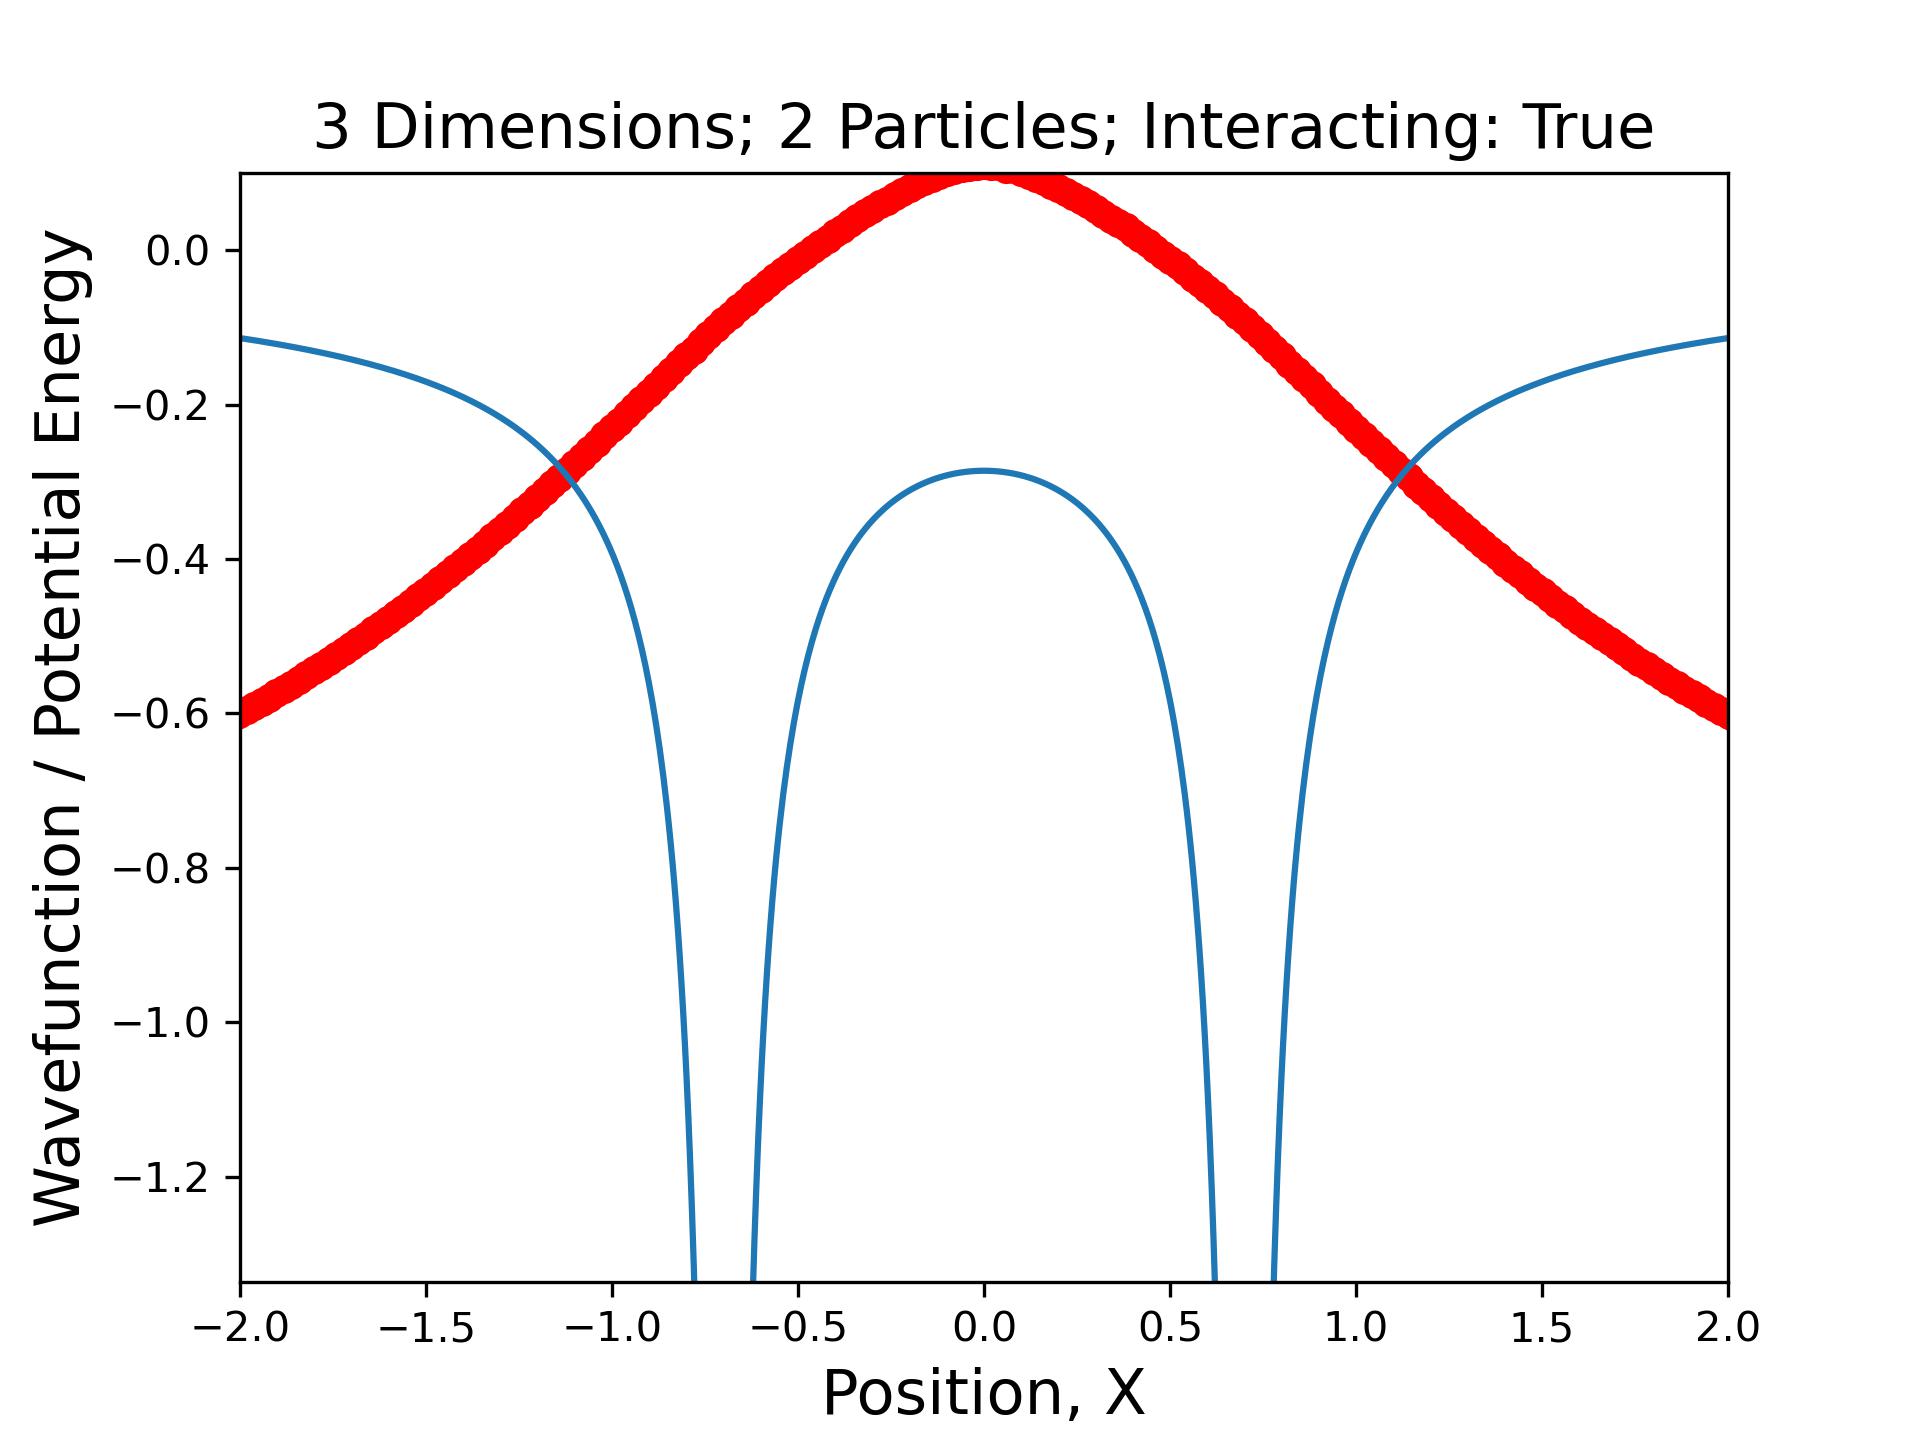 3 Dimensions; 2 Particles; Interacting: True
Wavefunction / Potential Energy
0.0
−0.2
−0.4
−0.6
−0.8
−1.0
−1.2
−2.0 −1.5 −1.0 −0.5 0.0 0.5 1.0 1.5 2.0
Position, X